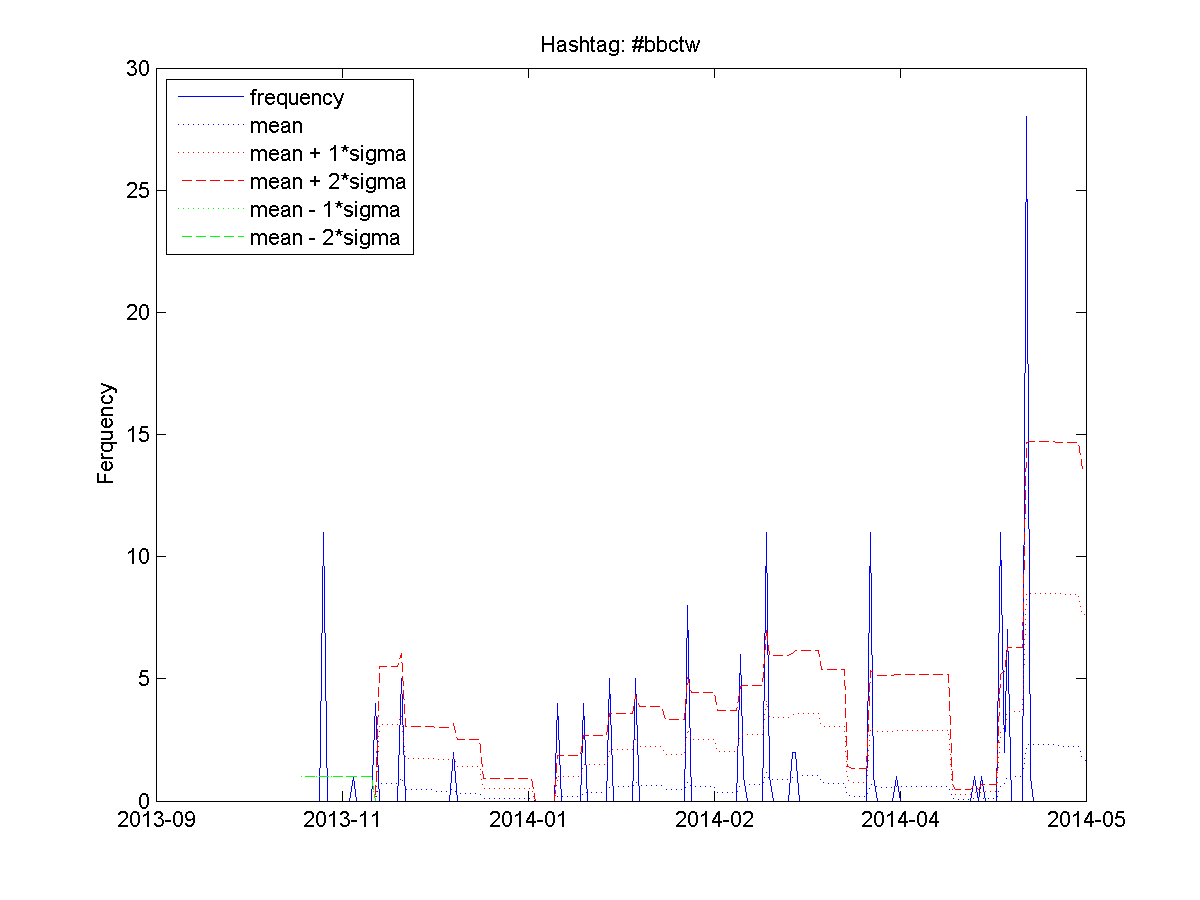 Hashtag: #bbctw
30
frequency
mean
mean + 1*sigma
mean + 2*sigma
mean - 1*sigma
mean - 2*sigma
25
20
15
Ferquency
10
5
0
2013-09 2013-11 2014-01 2014-02 2014-04 2014-05